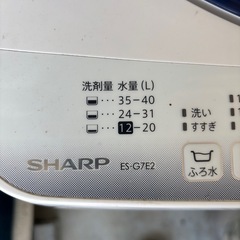 洗剤量 水量(L)
…35-40
…24-31 洗い
…12-20 すすぎ
SHARP ES-G7E2
ふろ水